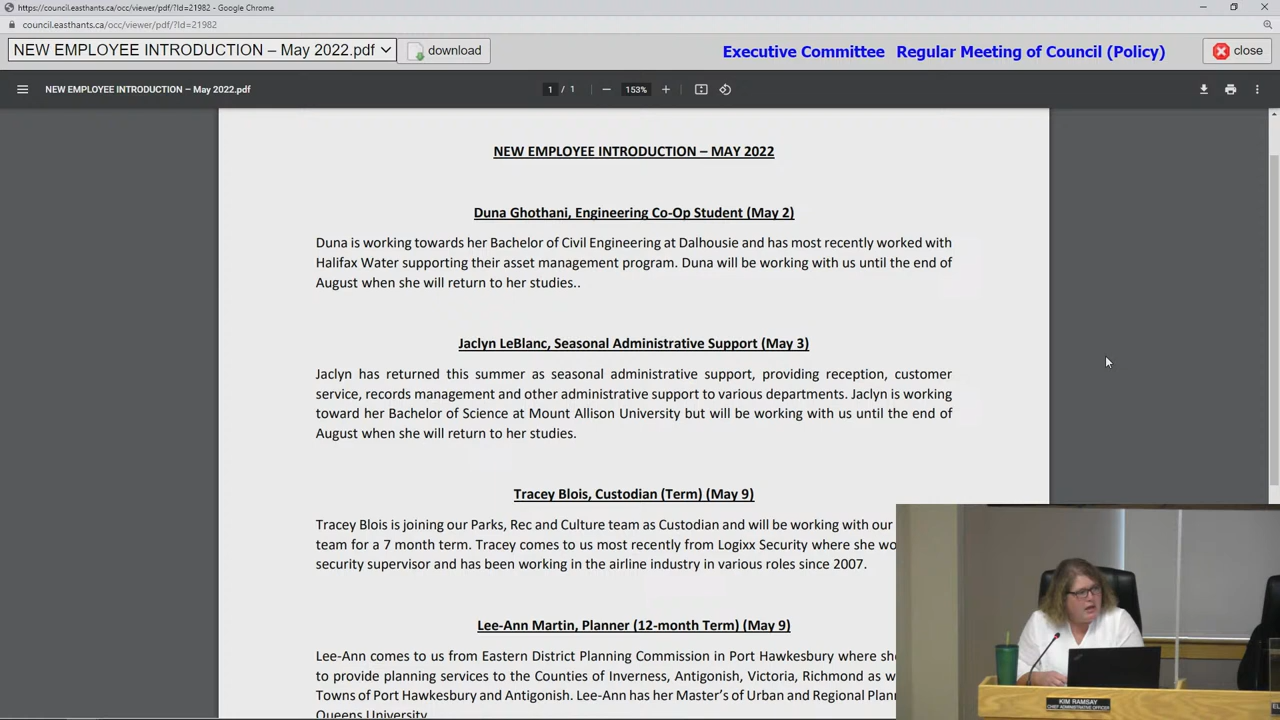 https://council.easthants.ca/occ/viewer/pdf/?Id=21982 - Google Chrome
council.easthants.ca/occ/viewer/pdf/?Id=21982
NEW EMPLOYEE INTRODUCTION – May 2022.pdf
download
Executive Committee Regular Meeting of Council (Policy)
close
NEW EMPLOYEE INTRODUCTION – May 2022.pdf
1 / 1
153%
NEW EMPLOYEE INTRODUCTION – MAY 2022
Duna Ghothani, Engineering Co-Op Student (May 2)
Duna is working towards her Bachelor of Civil Engineering at Dalhousie and has most recently worked with
Halifax Water supporting their asset management program. Duna will be working with us until the end of
August when she will return to her studies..
Jaclyn LeBlanc, Seasonal Administrative Support (May 3)
Jaclyn has returned this summer as seasonal administrative support, providing reception, customer
service, records management and other administrative support to various departments. Jaclyn is working
toward her Bachelor of Science at Mount Allison University but will be working with us until the end of
August when she will return to her studies.
Tracey Blois, Custodian (Term) (May 9)
Tracey Blois is joining our Parks, Rec and Culture team as Custodian and will be working with our
team for a 7 month term. Tracey comes to us most recently from Logixx Security where she wo
security supervisor and has been working in the airline industry in various roles since 2007.
Lee-Ann Martin, Planner (12-month Term) (May 9)
Lee-Ann comes to us from Eastern District Planning Commission in Port Hawkesbury where she
to provide planning services to the Counties of Inverness, Antigonish, Victoria, Richmond as w
Towns of Port Hawkesbury and Antigonish. Lee-Ann has her Master's of Urban and Regional Plan
Queens University.
KIM RAMSAY
CHIEF ADMINISTRATIVE OFFICER